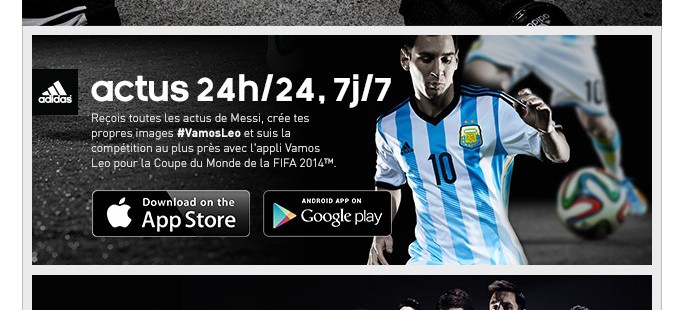 adidas
actus 24h/24, 7j/7
Reçois toutes les actus de Messi, crée tes
propres images #VamosLeo et suis la
compétition au plus près avec l'appli Vamos
Leo pour la Coupe du Monde de la FIFA 2014™.
Download on the
App Store
ANDROID APP ON
Google play
10